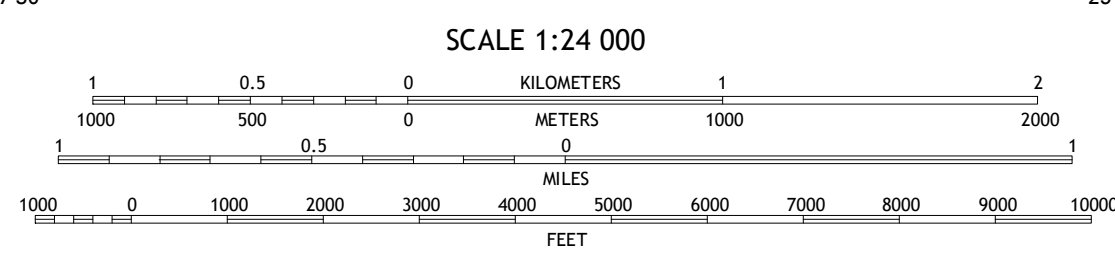 SCALE 1:24 000
1 0.5 0 KILOMETERS 1 2
1000 500 0 METERS 1000 2000
1 0.5 0 1
MILES
1000 0 1000 2000 3000 4000 5000 6000 7000 8000 9000 10000
FEET